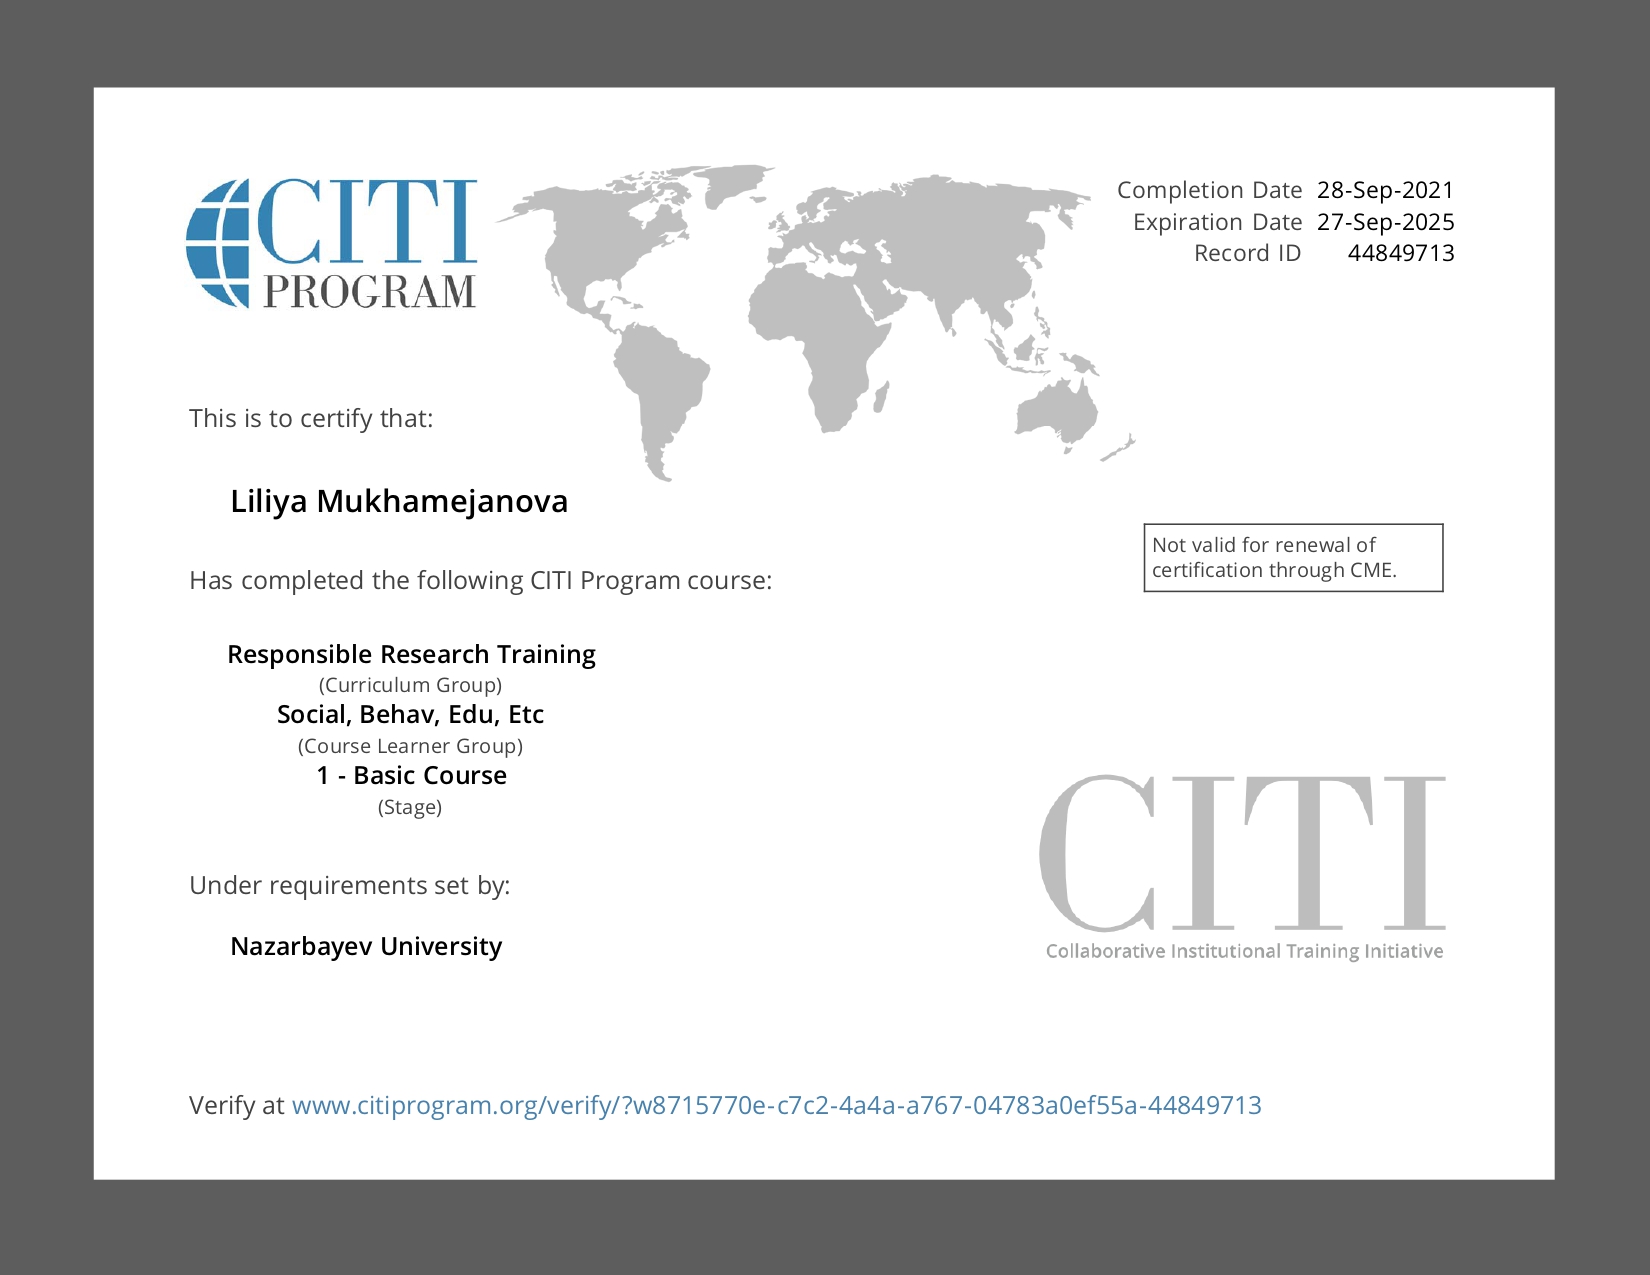 CITI
PROGRAM
Completion Date 28-Sep-2021
Expiration Date 27-Sep-2025
Record ID 44849713
This is to certify that:
Liliya Mukhamejanova
Not valid for renewal of
certification through CME.
Has completed the following CITI Program course:
Responsible Research Training
(Curriculum Group)
Social, Behav, Edu, Etc
(Course Learner Group)
1 - Basic Course
(Stage)
Under requirements set by:
Nazarbayev University
CITI
Collaborative Institutional Training Initiative
Verify at www.citiprogram.org/verify/?w8715770e-c7c2-4a4a-a767-04783a0ef55a-44849713